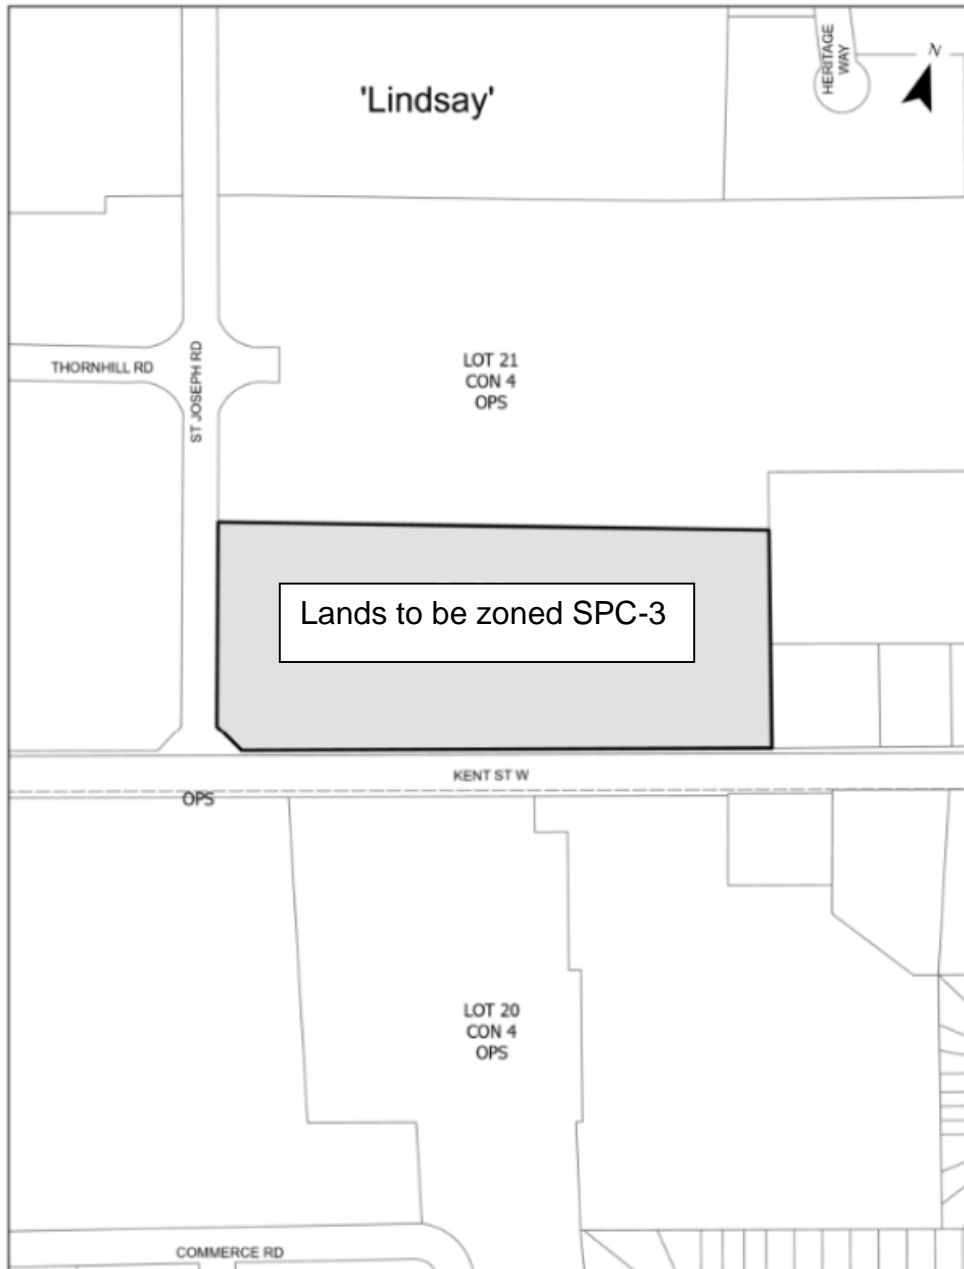 HERITAGE
WAY
N
'Lindsay'
THORNHILL RD
ST JOSEPH RD
LOT 21
CON 4
OPS
Lands to be zoned SPC-3
KENT ST W
OPS
LOT 20
CON 4
OPS
COMMERCE RD